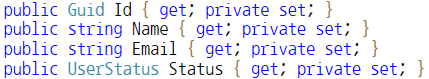 public Guid Id { get; private set; }
public string Name { get; private set; }
public string Email { get; private set; }
public UserStatus Status { get; private set; }